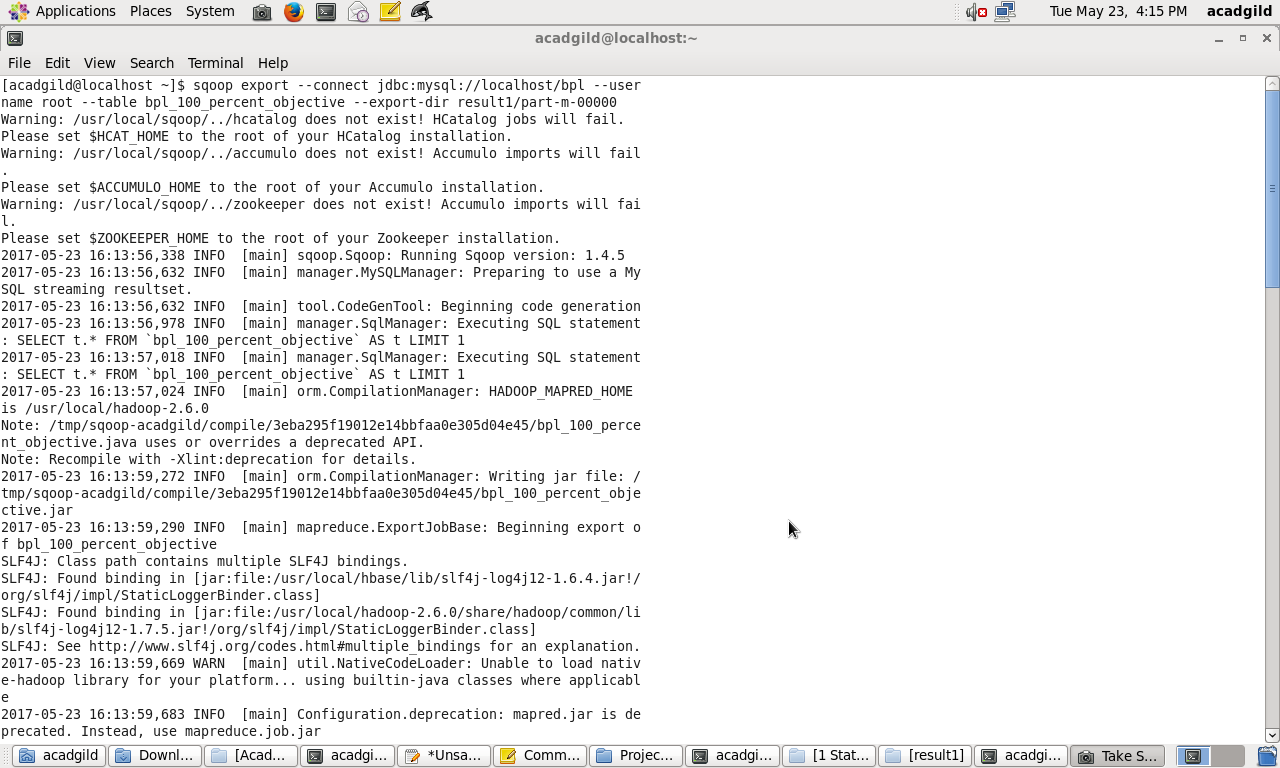 Applications Places System
Tue May 23, 4:15 PM acadgild
acadgild@localhost:~
File Edit View Search Terminal Help
[acadgild@localhost ~]$ sqoop export --connect jdbc:mysql://localhost/bpl --user
name root --table bpl_100_percent_objective --export-dir result1/part-m-00000
Warning: /usr/local/sqoop/../hcatalog does not exist! HCatalog jobs will fail.
Please set $HCAT_HOME to the root of your HCatalog installation.
Warning: /usr/local/sqoop/../accumulo does not exist! Accumulo imports will fail
.
Please set $ACCUMULO_HOME to the root of your Accumulo installation.
Warning: /usr/local/sqoop/../zookeeper does not exist! Accumulo imports will fai
l.
Please set $ZOOKEEPER_HOME to the root of your Zookeeper installation.
2017-05-23 16:13:56,338 INFO  [main] sqoop.Sqoop: Running Sqoop version: 1.4.5
2017-05-23 16:13:56,632 INFO  [main] manager.MySQLManager: Preparing to use a My
SQL streaming resultset.
2017-05-23 16:13:56,632 INFO  [main] tool.CodeGenTool: Beginning code generation
2017-05-23 16:13:56,978 INFO  [main] manager.SqlManager: Executing SQL statement
: SELECT t.* FROM `bpl_100_percent_objective` AS t LIMIT 1
2017-05-23 16:13:57,018 INFO  [main] manager.SqlManager: Executing SQL statement
: SELECT t.* FROM `bpl_100_percent_objective` AS t LIMIT 1
2017-05-23 16:13:57,024 INFO  [main] orm.CompilationManager: HADOOP_MAPRED_HOME
is /usr/local/hadoop-2.6.0
Note: /tmp/sqoop-acadgild/compile/3eba295f19012e14bbfaa0e305d04e45/bpl_100_perce
nt_objective.java uses or overrides a deprecated API.
Note: Recompile with -Xlint:deprecation for details.
2017-05-23 16:13:59,272 INFO  [main] orm.CompilationManager: Writing jar file: /
tmp/sqoop-acadgild/compile/3eba295f19012e14bbfaa0e305d04e45/bpl_100_percent_obje
ctive.jar
2017-05-23 16:13:59,290 INFO  [main] mapreduce.ExportJobBase: Beginning export o
f bpl_100_percent_objective
SLF4J: Class path contains multiple SLF4J bindings.
SLF4J: Found binding in [jar:file:/usr/local/hbase/lib/slf4j-log4j12-1.6.4.jar!/
org/slf4j/impl/StaticLoggerBinder.class]
SLF4J: Found binding in [jar:file:/usr/local/hadoop-2.6.0/share/hadoop/common/li
b/slf4j-log4j12-1.7.5.jar!/org/slf4j/impl/StaticLoggerBinder.class]
SLF4J: See http://www.slf4j.org/codes.html#multiple_bindings for an explanation.
2017-05-23 16:13:59,669 WARN  [main] util.NativeCodeLoader: Unable to load nativ
e-hadoop library for your platform... using builtin-java classes where applicabl
e
2017-05-23 16:13:59,683 INFO  [main] Configuration.deprecation: mapred.jar is de
precated. Instead, use mapreduce.job.jar
acadgild Downl... [Acad... acadgi... *Unsa... Comm... Projec... acadgi... [1 Stat... [result1] acadgi... Take S...